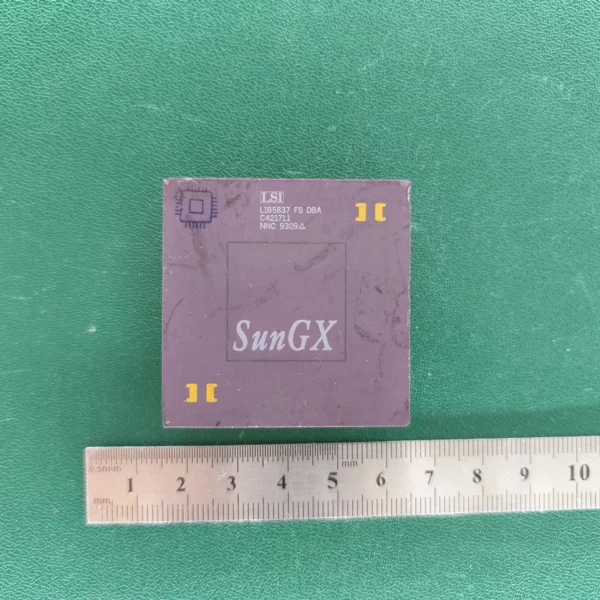 LSI
L1B5837 FS DBA
C421711
NNC 9309△
SunGX
0.5mm
mm
mm
1 2 3 4 5 6 7 8 9 10